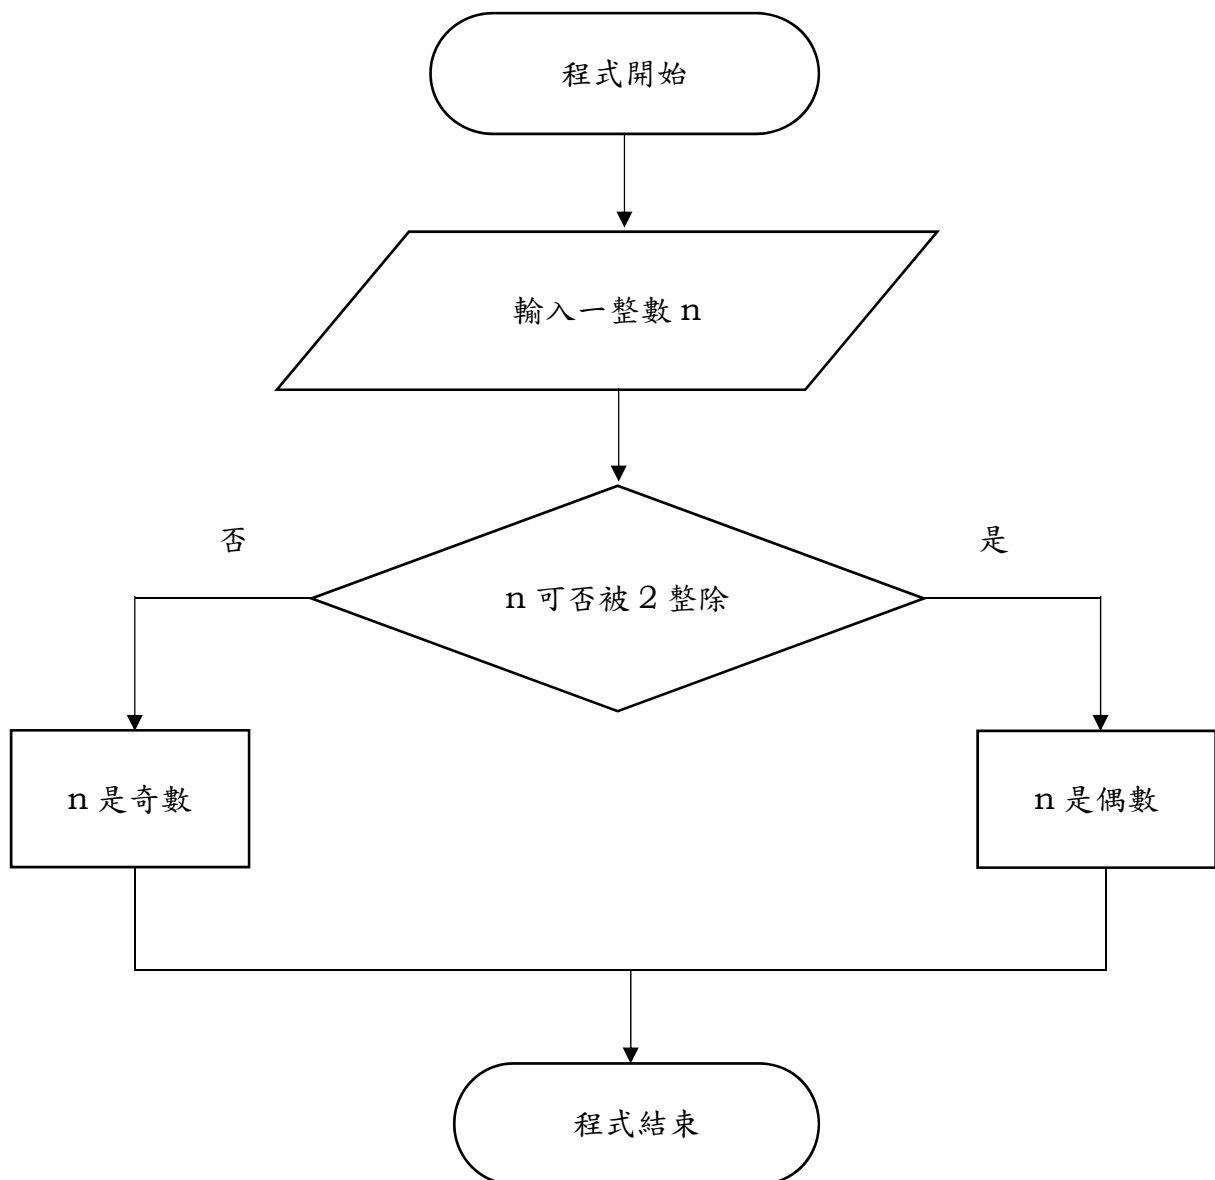 程式開始
輸入一整數 n
否
是
n 可否被 2 整除
n 是奇數
n 是偶數
程式結束